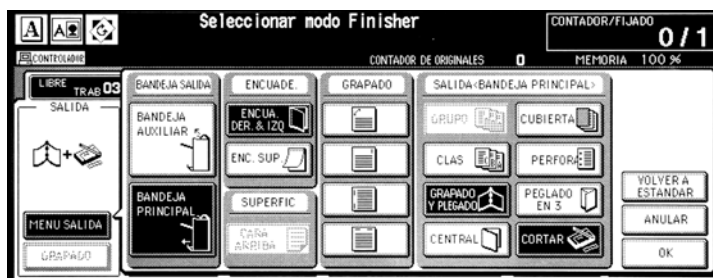 Seleccionar modo Finisher
CONTADOR/FIJADO
0/1
CONTROLADOR
CONTADOR DE ORIGINALES 0
MEMORIA 100 %
LIBRE
TRAB 03
SALIDA
MENU SALIDA
GRAPADO
BANDEJA SALIDA
BANDEJA
AUXILIAR
BANDEJA
PRINCIPAL
ENCUADE.
ENCUA.
DER. & IZQ
ENC. SUP.
SUPERFIC
CARA
ARRIBA
GRAPADO
SALIDA<BANDEJA PRINCIPAL>
GRUPO
CUBIERTA
CLAS
PERFORA
GRAPADO
Y PLEGADO
PEGLADO
EN 3
CENTRAL
CORTAR
VOLVER A
ESTANDAR
ANULAR
OK